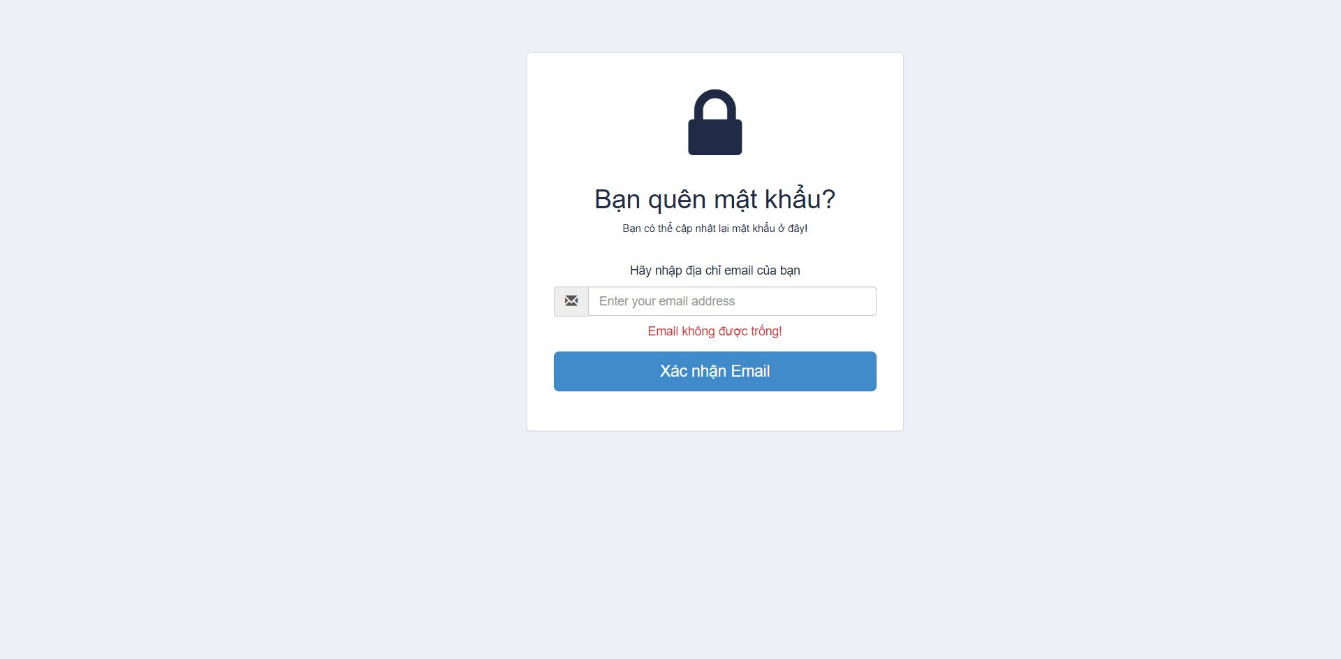 Bạn quên mật khẩu?
Bạn có thể cập nhật lại mật khẩu ở đây!
Hãy nhập địa chỉ email của bạn
Enter your email address
Email không được trống!
Xác nhận Email